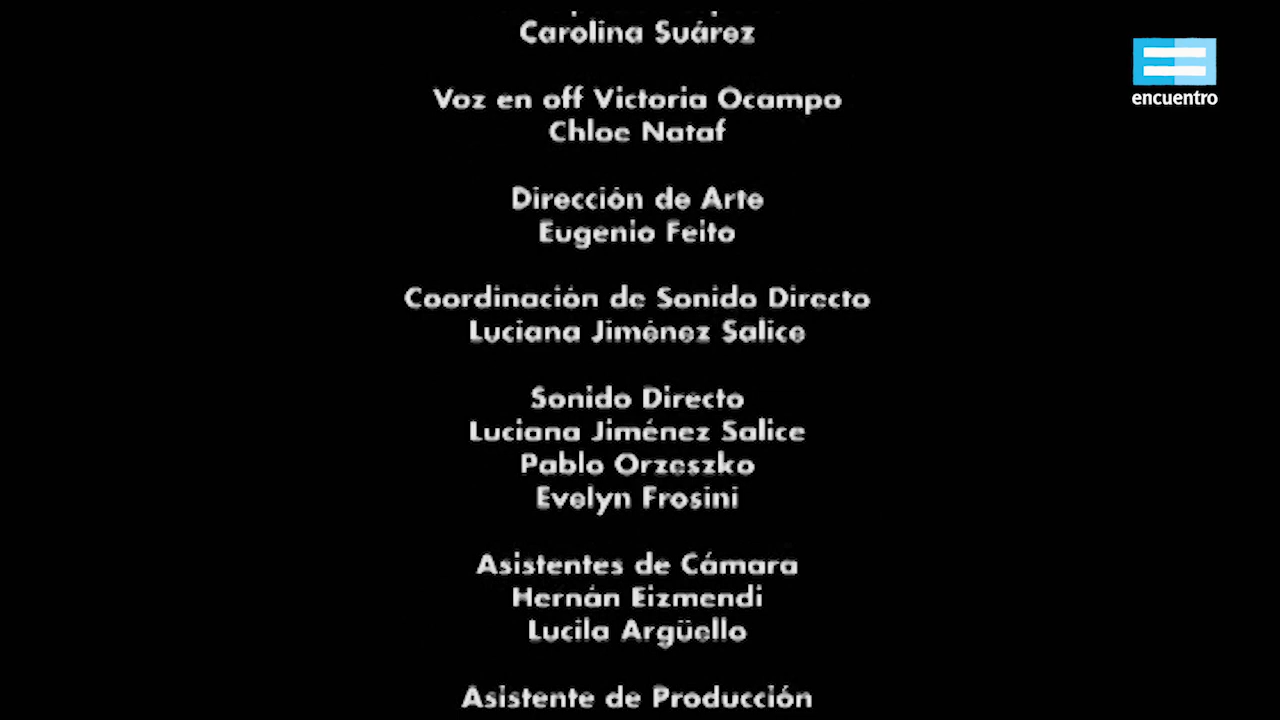 Carolina Suárez
Voz en off Victoria Ocampo
Chloe Nataf
Dirección de Arte
Eugenio Feito
Coordinación de Sonido Directo
Luciana Jiménez Salice
Sonido Directo
Luciana Jiménez Salice
Pablo Orzeszko
Evelyn Frosini
Asistentes de Cámara
Hernán Eizmendi
Lucila Argüello
Asistente de Producción
encuentro